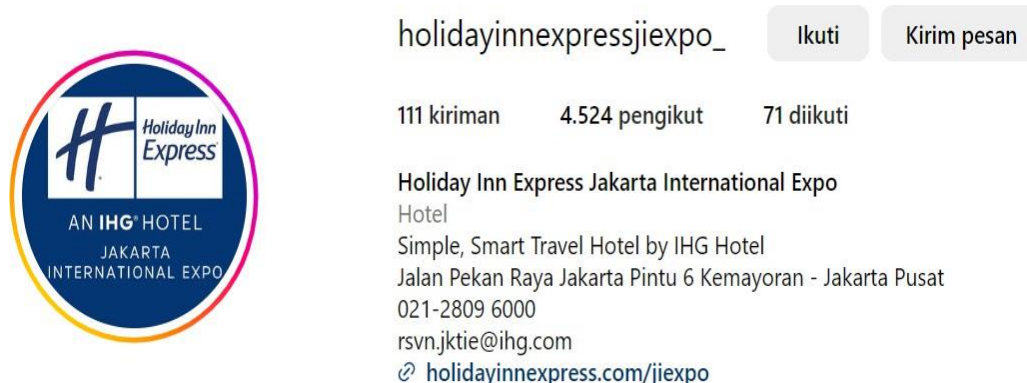 Holiday Inn
Express
AN IHG® HOTEL
JAKARTA
INTERNATIONAL EXPO
holidayinnexpressjiexpo_
Ikuti
Kirim pesan
111 kiriman
4.524 pengikut
71 diikuti
Holiday Inn Express Jakarta International Expo
Hotel
Simple, Smart Travel Hotel by IHG Hotel
Jalan Pekan Raya Jakarta Pintu 6 Kemayoran - Jakarta Pusat
021-2809 6000
rsvn.jktie@ihg.com
holidayinnexpress.com/jiexpo